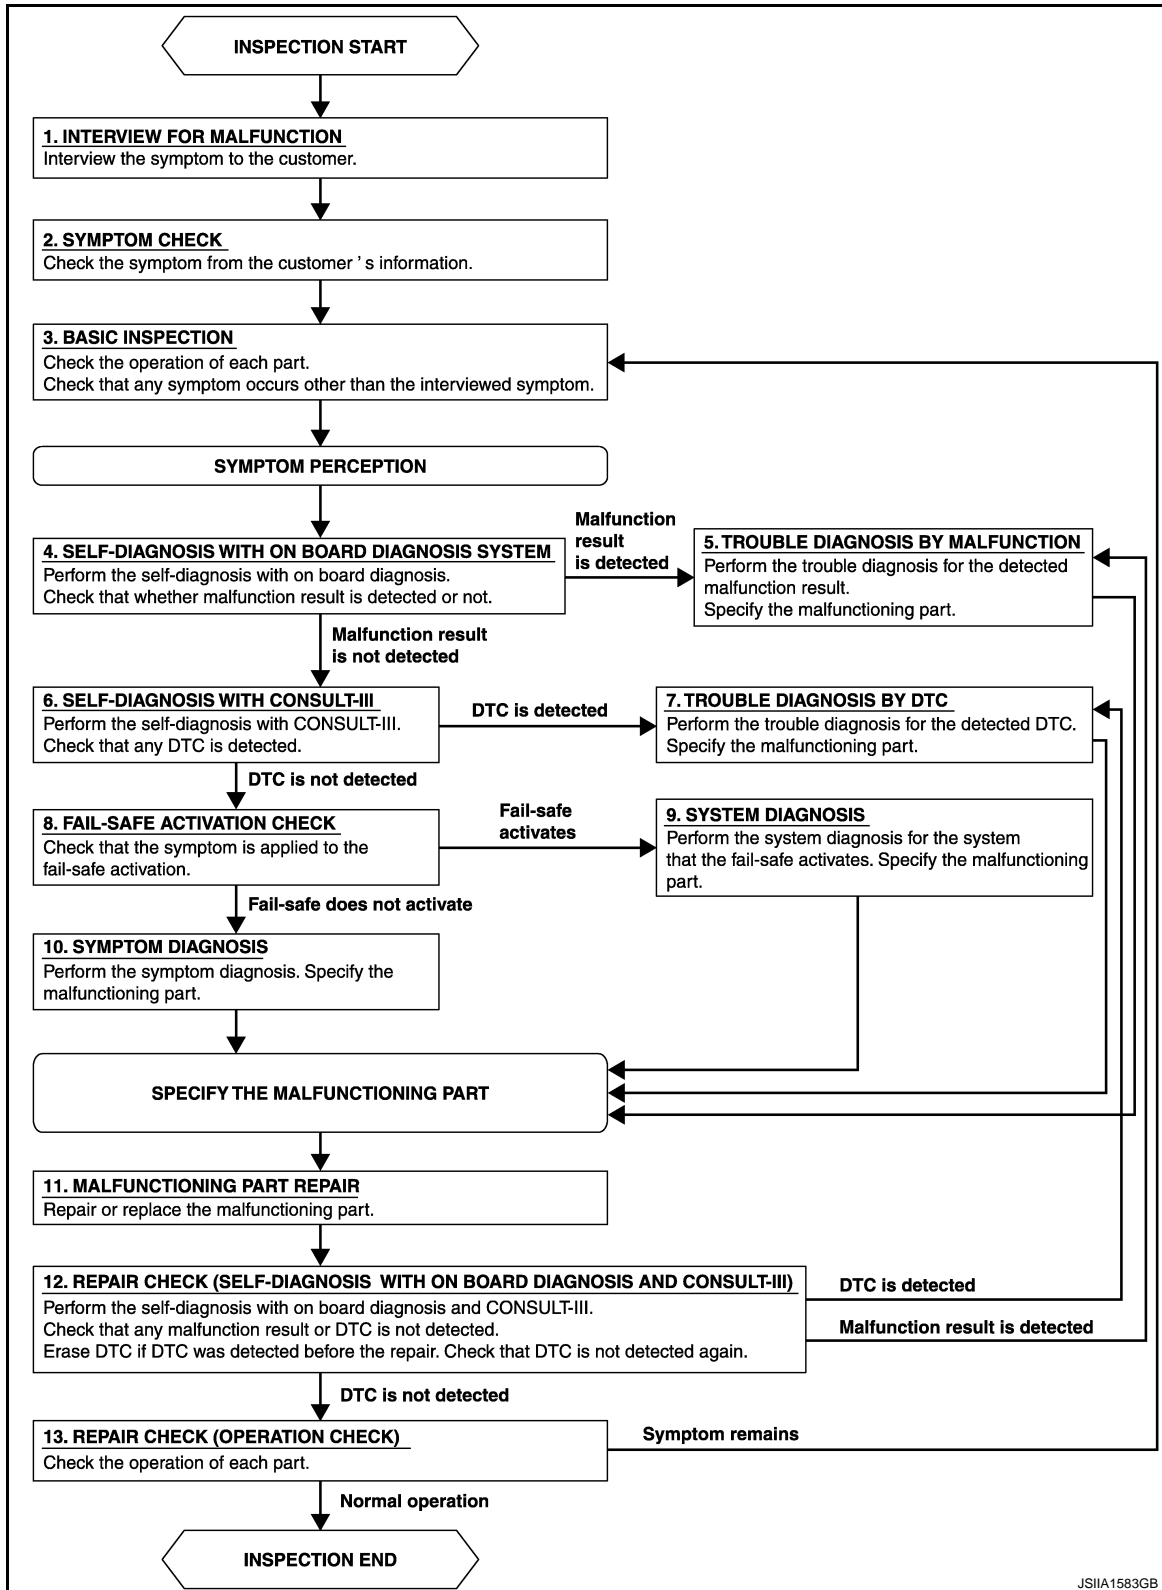 INSPECTION START
1. INTERVIEW FOR MALFUNCTION
Interview the symptom to the customer.
2. SYMPTOM CHECK
Check the symptom from the customer ' s information.
3. BASIC INSPECTION
Check the operation of each part.
Check that any symptom occurs other than the interviewed symptom.
SYMPTOM PERCEPTION
4. SELF-DIAGNOSIS WITH ON BOARD DIAGNOSIS SYSTEM
Perform the self-diagnosis with on board diagnosis.
Check that whether malfunction result is detected or not.
Malfunction
result
is detected
5. TROUBLE DIAGNOSIS BY MALFUNCTION
Perform the trouble diagnosis for the detected
malfunction result.
Specify the malfunctioning part.
Malfunction result
is not detected
6. SELF-DIAGNOSIS WITH CONSULT-III
Perform the self-diagnosis with CONSULT-III.
Check that any DTC is detected.
DTC is detected
7. TROUBLE DIAGNOSIS BY DTC
Perform the trouble diagnosis for the detected DTC.
Specify the malfunctioning part.
DTC is not detected
8. FAIL-SAFE ACTIVATION CHECK
Check that the symptom is applied to the
fail-safe activation.
Fail-safe
activates
9. SYSTEM DIAGNOSIS
Perform the system diagnosis for the system
that the fail-safe activates. Specify the malfunctioning
part.
Fail-safe does not activate
10. SYMPTOM DIAGNOSIS
Perform the symptom diagnosis. Specify the
malfunctioning part.
SPECIFY THE MALFUNCTIONING PART
11. MALFUNCTIONING PART REPAIR
Repair or replace the malfunctioning part.
12. REPAIR CHECK (SELF-DIAGNOSIS WITH ON BOARD DIAGNOSIS AND CONSULT-III)
Perform the self-diagnosis with on board diagnosis and CONSULT-III.
Check that any malfunction result or DTC is not detected.
Erase DTC if DTC was detected before the repair. Check that DTC is not detected again.
DTC is detected
Malfunction result is detected
DTC is not detected
13. REPAIR CHECK (OPERATION CHECK)
Check the operation of each part.
Symptom remains
Normal operation
INSPECTION END
JSIIA1583GB